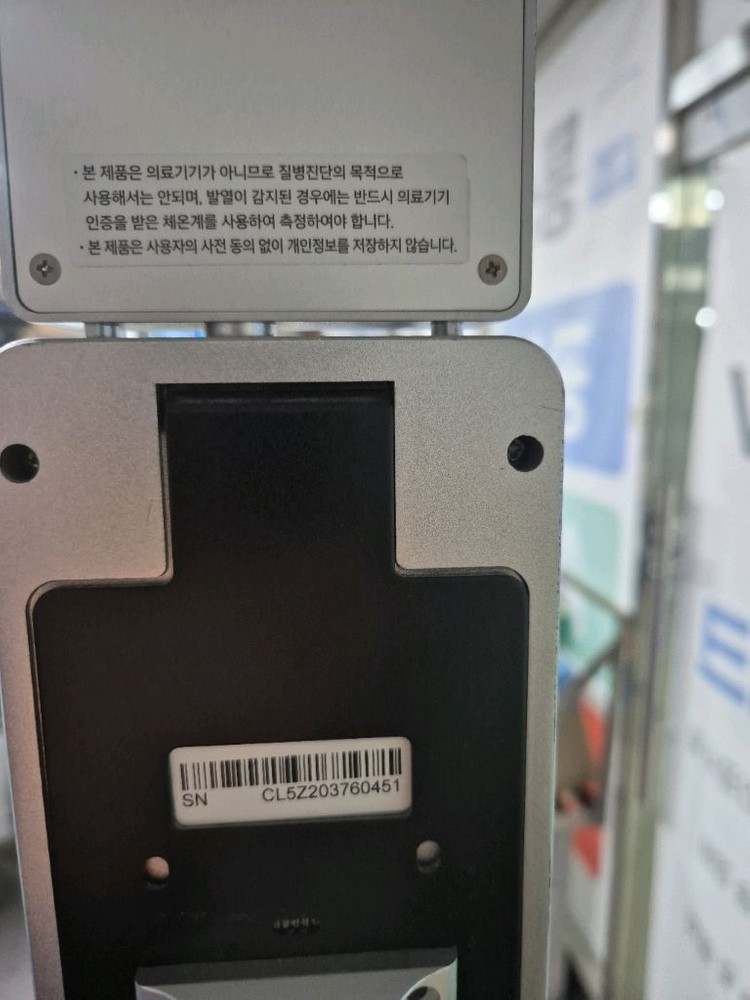 · 본 제품은 의료기기가 아니므로 질병진단의 목적으로
사용해서는 안되며, 발열이 감지된 경우에는 반드시 의료기기
인증을 받은 체온계를 사용하여 측정하여야 합니다.
· 본 제품은 사용자의 사전 동의 없이 개인정보를 저장하지 않습니다.
SN CL5Z203760451